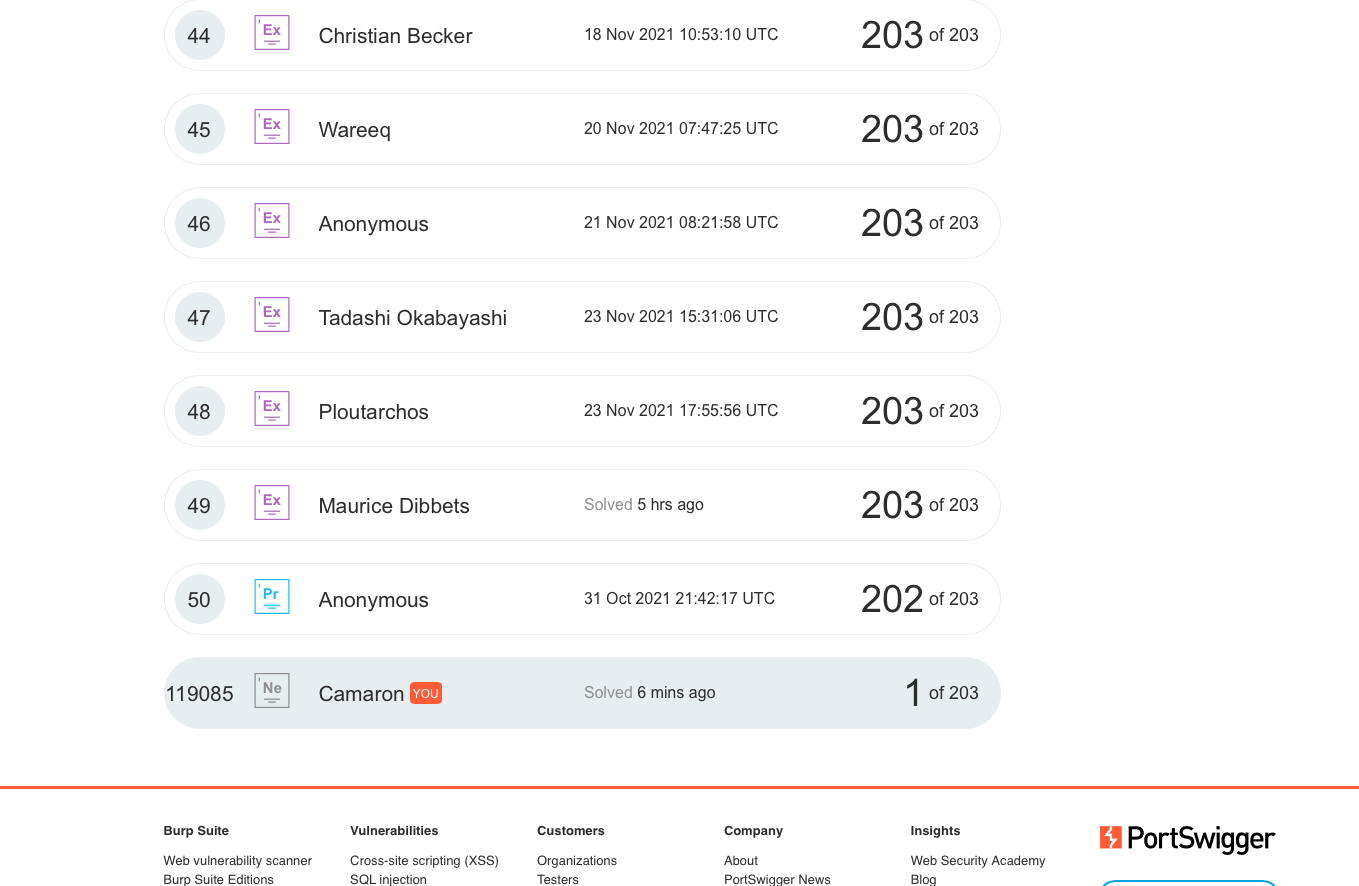 44 Ex Christian Becker 18 Nov 2021 10:53:10 UTC 203 of 203
45 Ex Wareeq 20 Nov 2021 07:47:25 UTC 203 of 203
46 Ex Anonymous 21 Nov 2021 08:21:58 UTC 203 of 203
47 Ex Tadashi Okabayashi 23 Nov 2021 15:31:06 UTC 203 of 203
48 Ex Ploutarchos 23 Nov 2021 17:55:56 UTC 203 of 203
49 Ex Maurice Dibbets Solved 5 hrs ago 203 of 203
50 Pr Anonymous 31 Oct 2021 21:42:17 UTC 202 of 203
119085 Ne Camaron YOU Solved 6 mins ago 1 of 203
Burp Suite Vulnerabilities Customers Company Insights PortSwigger
Web vulnerability scanner Cross-site scripting (XSS) Organizations About Web Security Academy
Burp Suite Editions SQL injection Testers PortSwigger News Blog